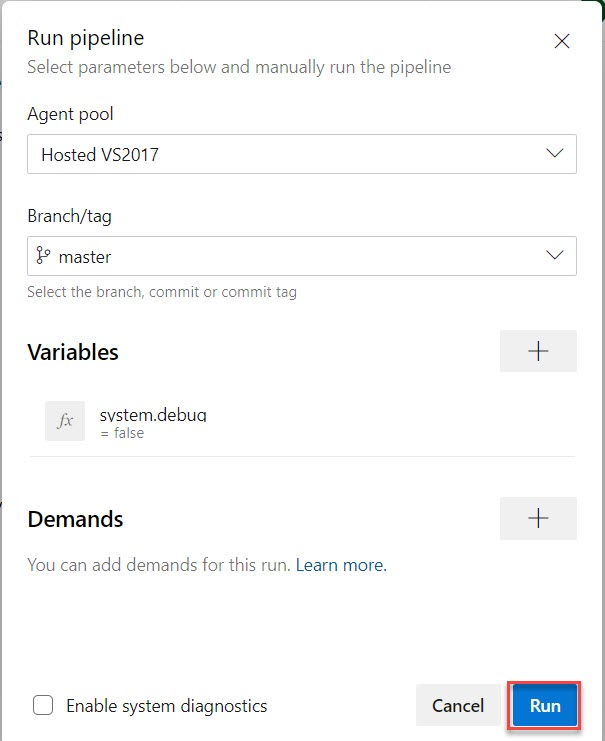 Run pipeline
Select parameters below and manually run the pipeline
Agent pool
Hosted VS2017
Branch/tag
master
Select the branch, commit or commit tag
Variables
fx
system.debug
= false
Demands
You can add demands for this run. Learn more.
Enable system diagnostics
Cancel
Run